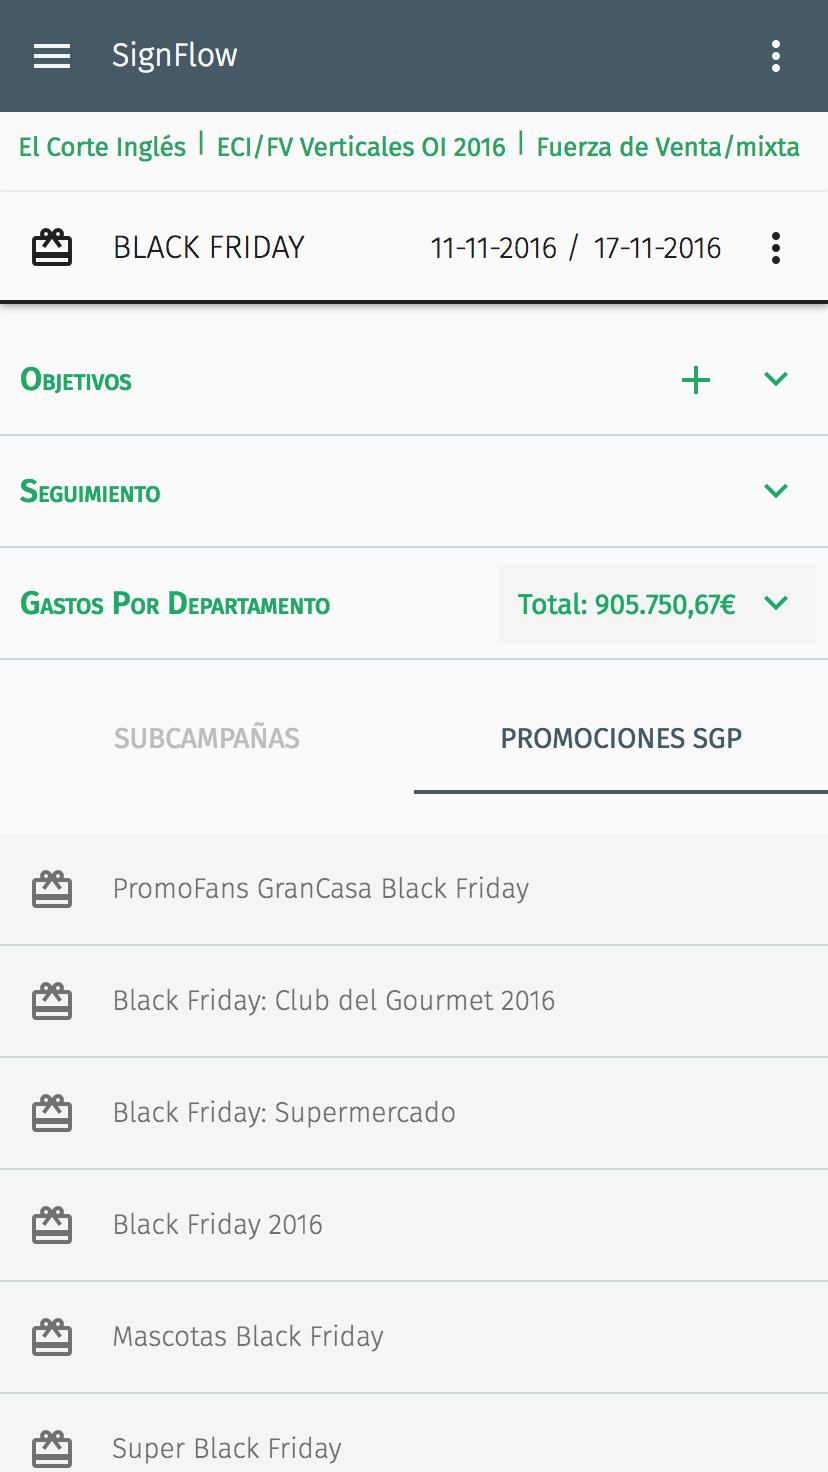 SignFlow
El Corte Inglés | ECI/FV Verticales OI 2016 | Fuerza de Venta/mixta
BLACK FRIDAY 11-11-2016 / 17-11-2016
Objetivos
Seguimiento
Gastos Por Departamento Total: 905.750,67€
SUBCAMPAÑAS PROMOCIONES SGP
PromoFans GranCasa Black Friday
Black Friday: Club del Gourmet 2016
Black Friday: Supermercado
Black Friday 2016
Mascotas Black Friday
Super Black Friday